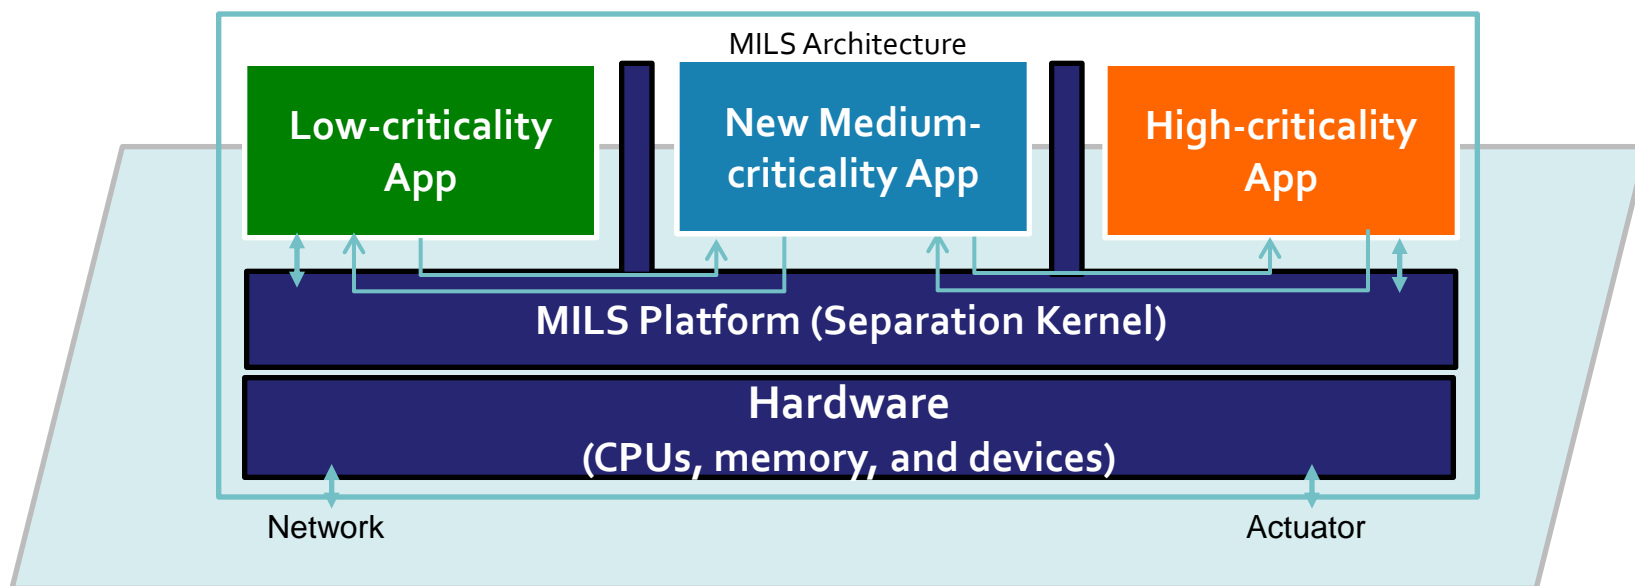 MILS Architecture
Low-criticality
App
New Medium-
criticality App
High-criticality
App
MILS Platform (Separation Kernel)
Hardware
(CPUs, memory, and devices)
Network
Actuator